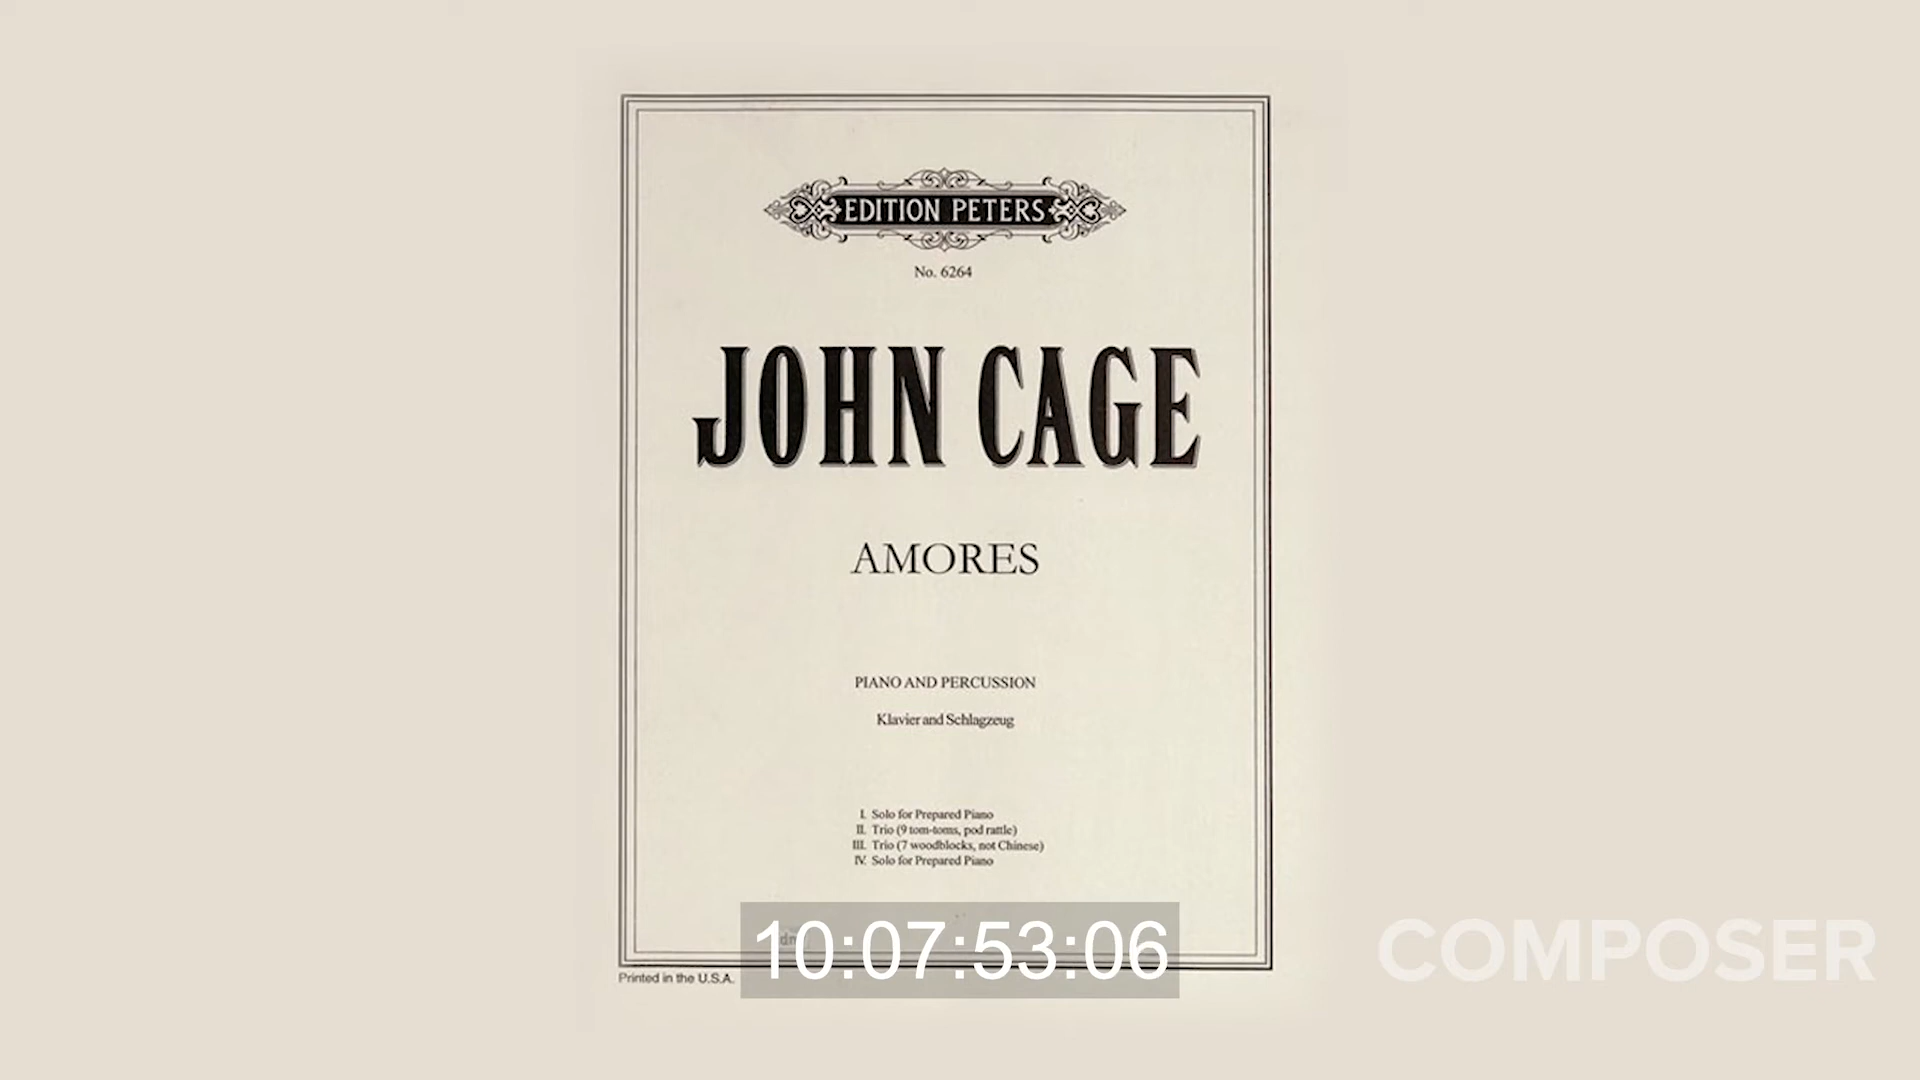 EDITION PETERS
No. 6264
JOHN CAGE
AMORES
PIANO AND PERCUSSION
Klavier and Schlagzeug
I. Solo for Prepared Piano
II. Trio (9 tom-toms, pod rattle)
III. Trio (7 woodblocks, not Chinese)
IV. Solo for Prepared Piano
10:07:53:06
COMPOSER
Printed in the U.S.A.